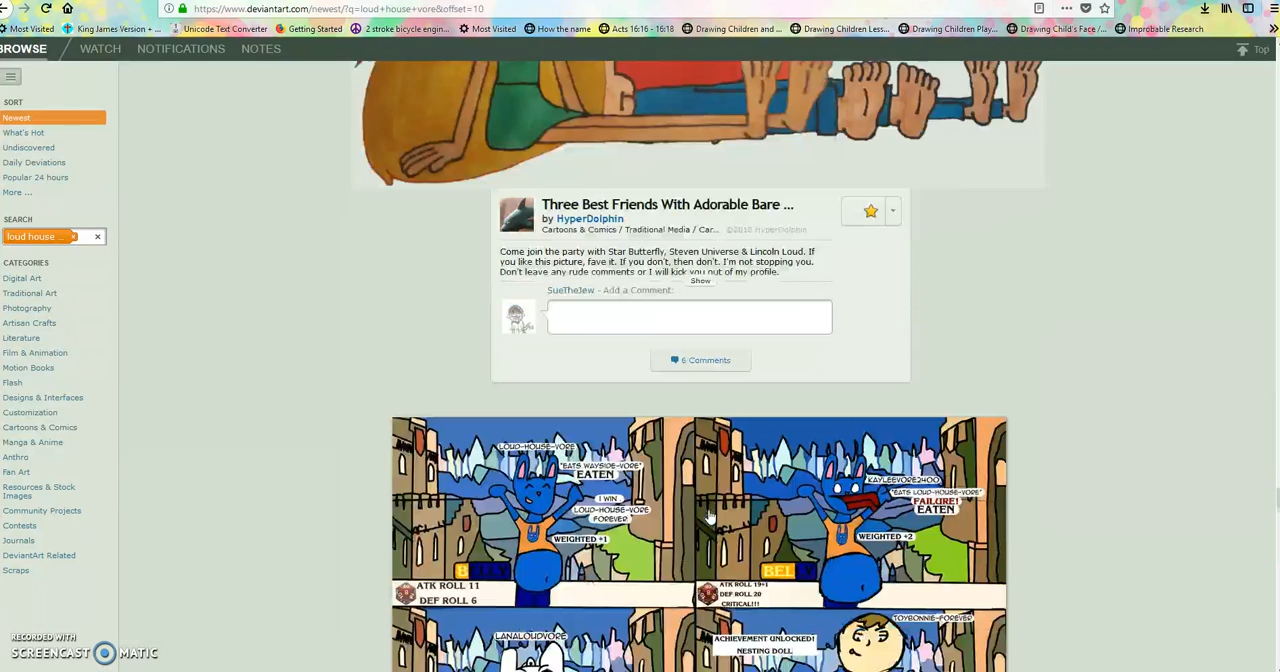 https://www.deviantart.com/newest/?q=loud+house+vore&offset=10
Most Visited
King James Version + ...
Unicode Text Converter
Getting Started
2 stroke bicycle engin...
Most Visited
How the name
Acts 16:16 - 16:18
Drawing Children and ...
Drawing Children Les...
Drawing Children Play...
Drawing Child's Face /...
Improbable Research
BROWSE
WATCH
NOTIFICATIONS
NOTES
Top
SORT
Newest
What's Hot
Undiscovered
Daily Deviations
Popular 24 hours
More ...
SEARCH
loud house ...
CATEGORIES
Digital Art
Traditional Art
Photography
Artisan Crafts
Literature
Film & Animation
Motion Books
Flash
Designs & Interfaces
Customization
Cartoons & Comics
Manga & Anime
Anthro
Fan Art
Resources & Stock
Images
Community Projects
Contests
Journals
DeviantArt Related
Scraps
Three Best Friends With Adorable Bare ...
by HyperDolphin
Cartoons & Comics / Traditional Media / Car... ©2018 HyperDolphin
Come join the party with Star Butterfly, Steven Universe & Lincoln Loud. If
you like this picture, fave it. If you don't, then don't. I'm not stopping you.
Don't leave any rude comments or I will kick you out of my profile.
Show
SueTheJew - Add a Comment:
6 Comments
LOUD-HOUSE-VORE
"EATS WAYSIDE-VORE"
EATEN
I WIN.
LOUD-HOUSE-VORE
FOREVER
WEIGHTED +1
BELLY
ATK ROLL 11
DEF ROLL 6
KAYLEEVORE2400
"EATS LOUD-HOUSE-VORE"
FAILURE!
EATEN
WEIGHTED +2
BELLY
ATK ROLL 19+1
DEF ROLL 20
CRITICAL!!!
LANALOUDVORE
ACHIEVEMENT UNLOCKED!
NESTING DOLL
TOYBONNIE-FOREVER
RECORDED WITH
SCREENCAST MATIC